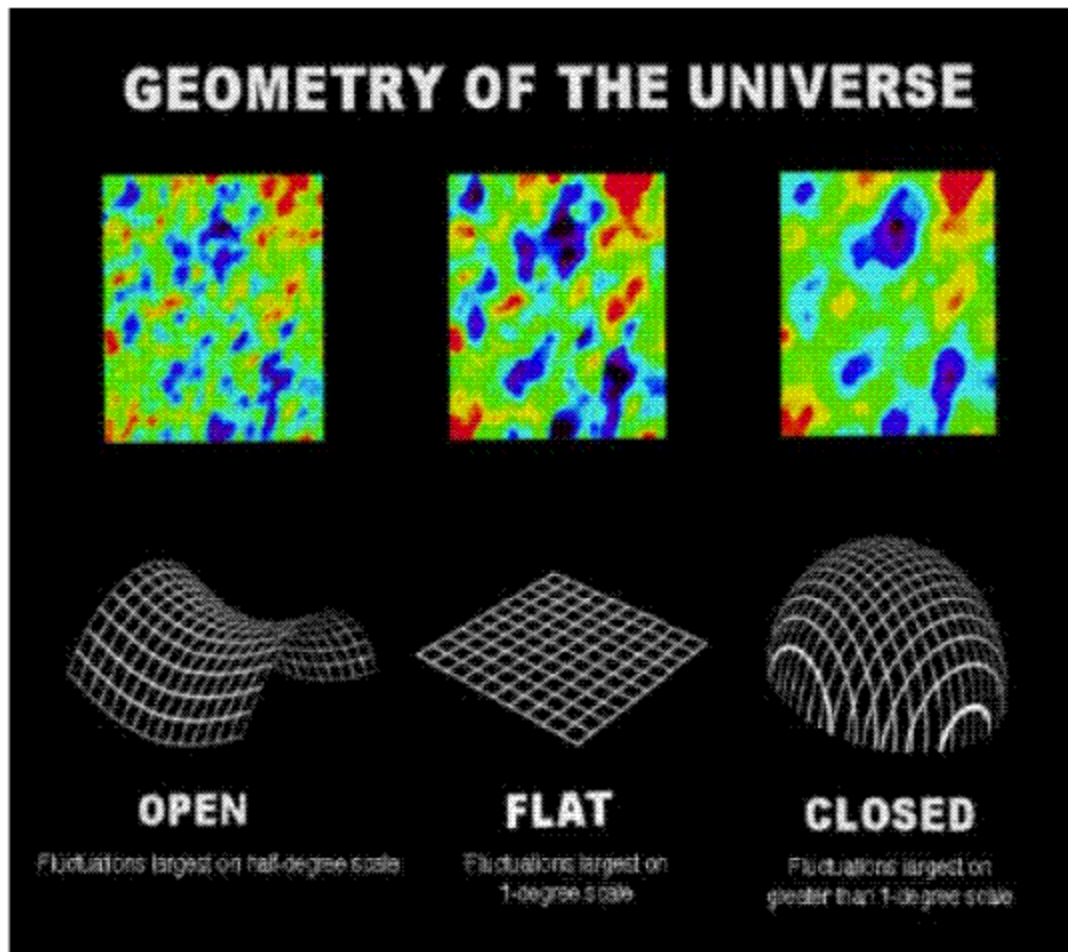 GEOMETRY OF THE UNIVERSE
OPEN
FLAT
CLOSED
Fluctuations largest on half-degree scale
Fluctuations largest on
1-degree scale
Fluctuations largest on
greater than 1-degree scale